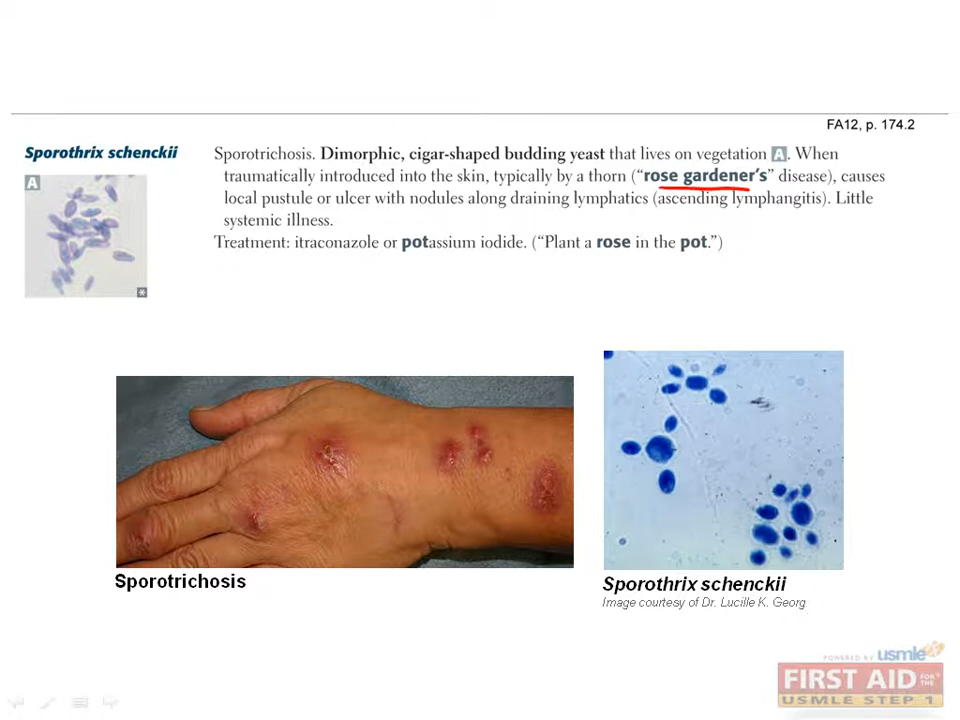 FA12, p. 174.2
Sporothrix schenckii
Sporotrichosis. Dimorphic, cigar-shaped budding yeast that lives on vegetation A. When
traumatically introduced into the skin, typically by a thorn (“rose gardener’s” disease), causes
local pustule or ulcer with nodules along draining lymphatics (ascending lymphangitis). Little
systemic illness.
Treatment: itraconazole or potassium iodide. (“Plant a rose in the pot.”)
A
Sporotrichosis
Sporothrix schenckii
Image courtesy of Dr. Lucille K. Georg
POWERED BY usmle
FIRST AID FOR THE
USMLE STEP 1